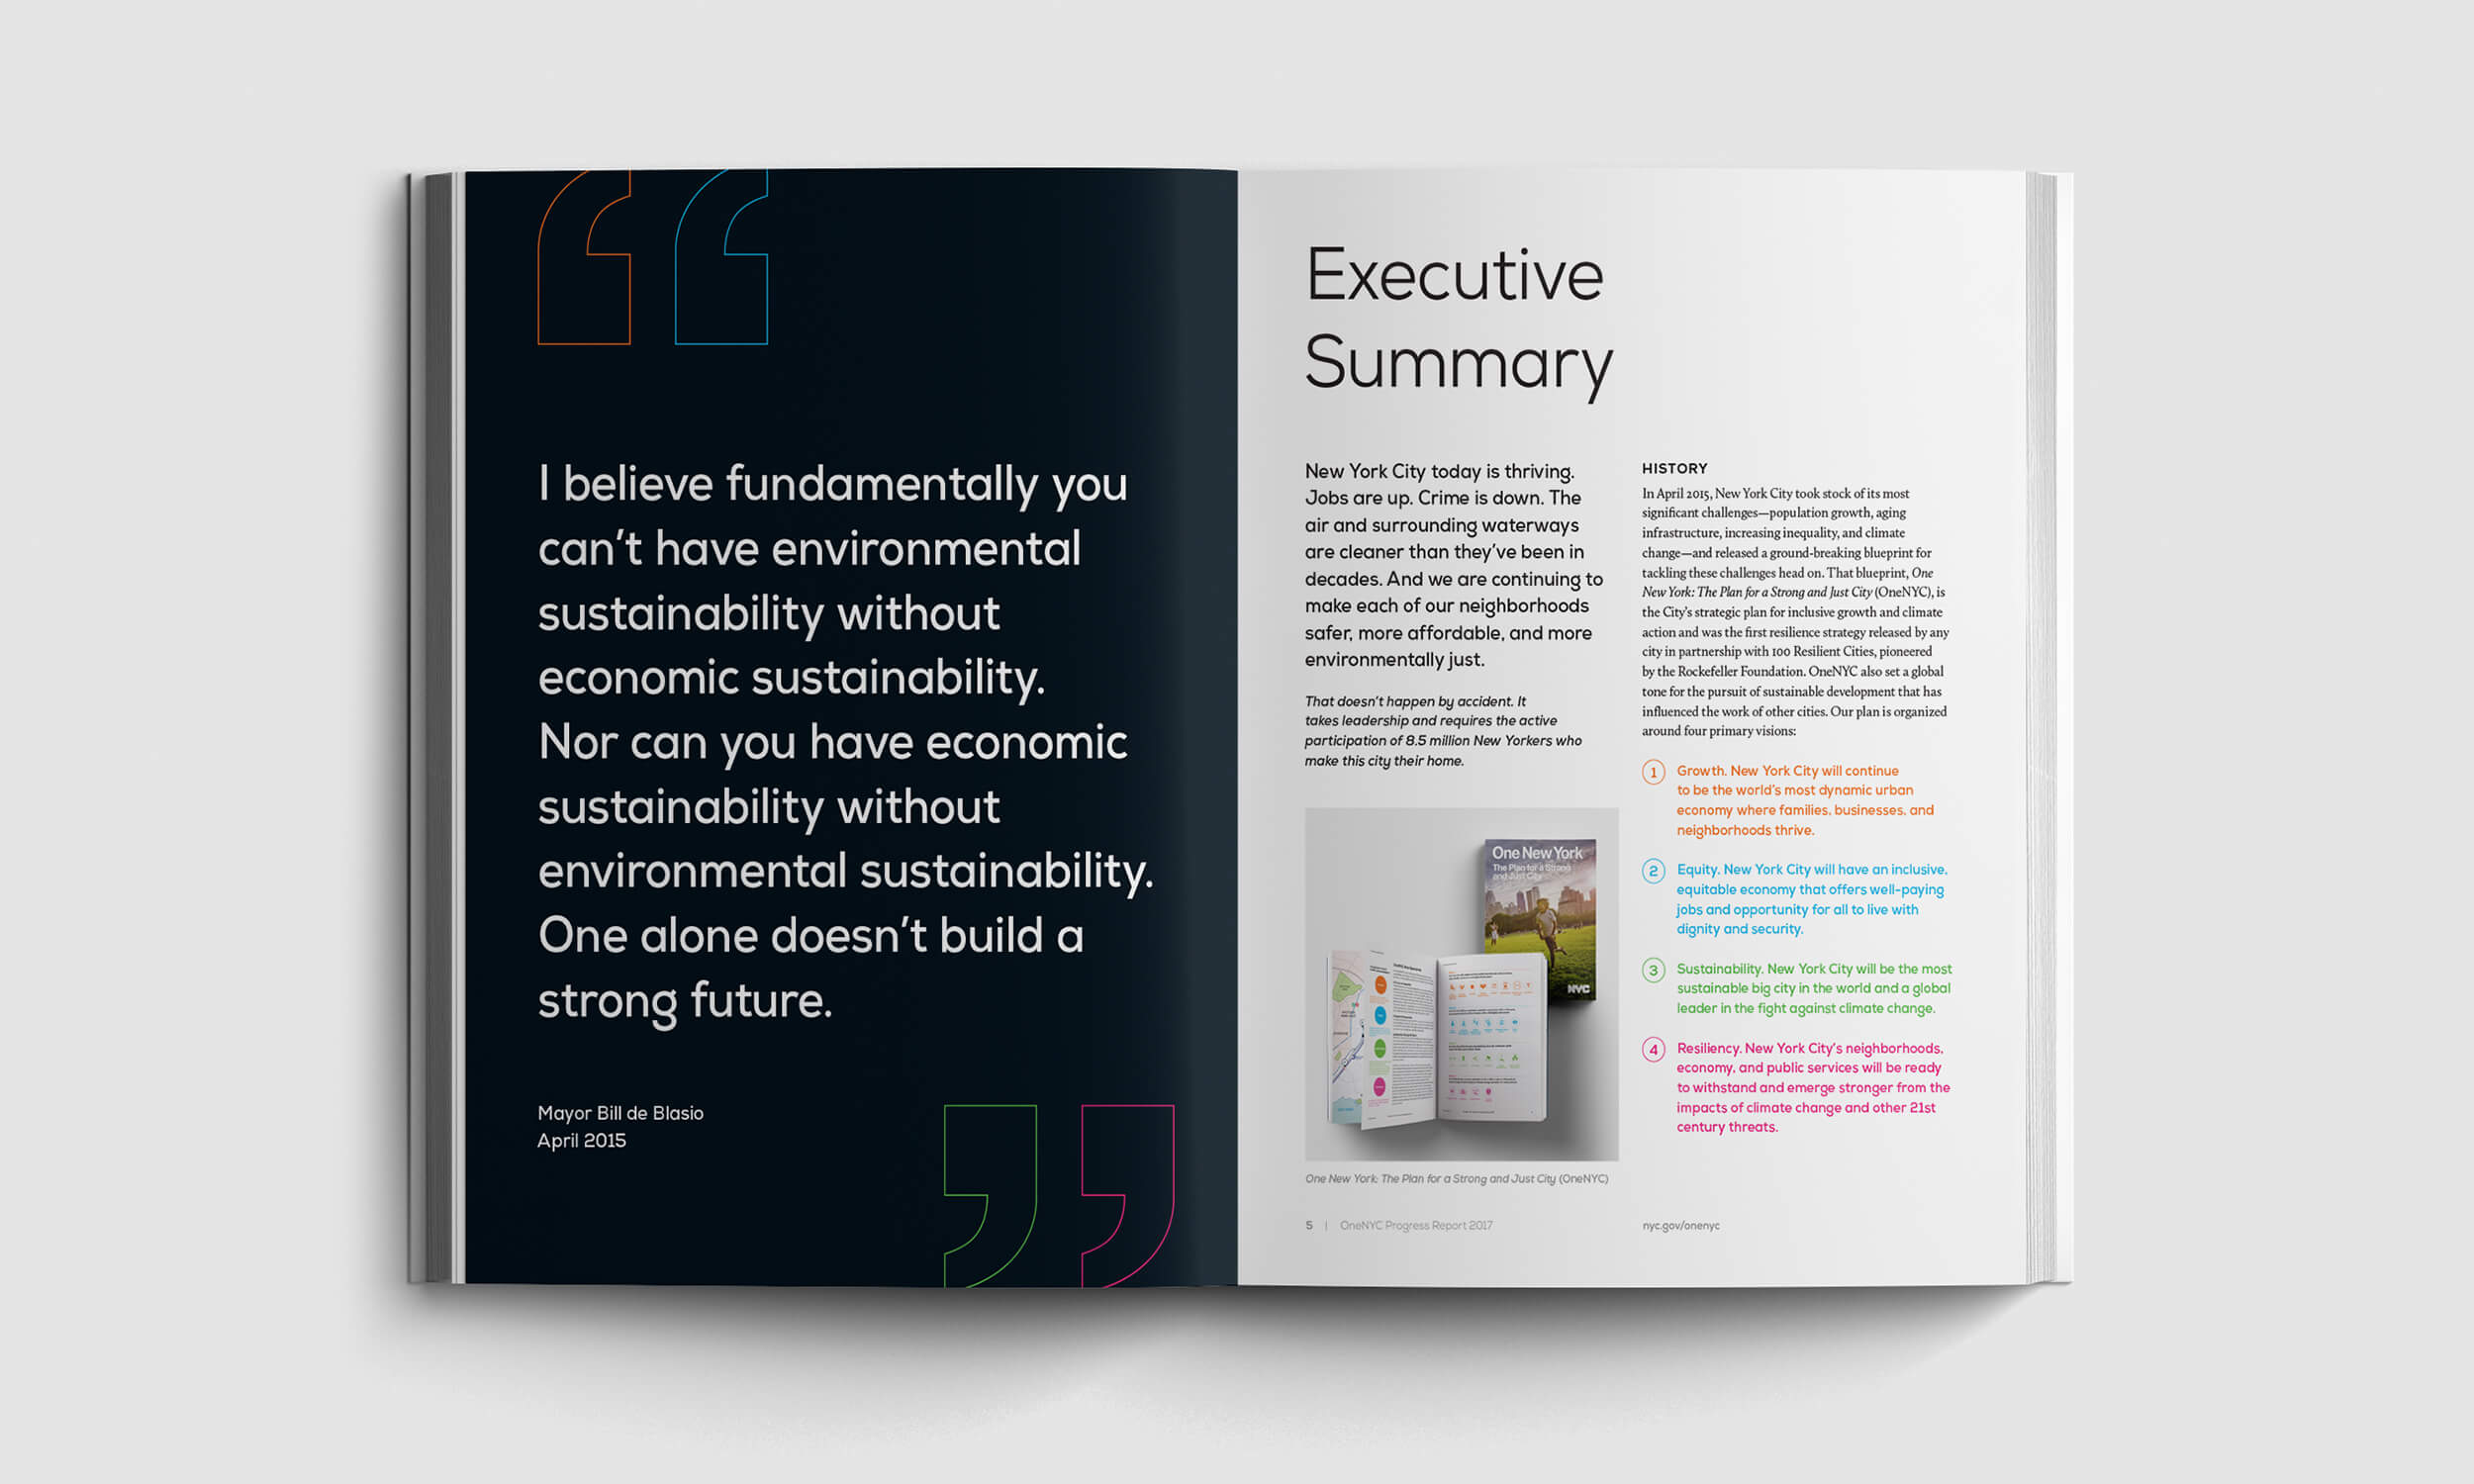 I believe fundamentally you
can't have environmental
sustainability without
economic sustainability.
Nor can you have economic
sustainability without
environmental sustainability.
One alone doesn't build a
strong future.
Mayor Bill de Blasio
April 2015
Executive
Summary
New York City today is thriving.
Jobs are up. Crime is down. The
air and surrounding waterways
are cleaner than they've been in
decades. And we are continuing to
make each of our neighborhoods
safer, more affordable, and more
environmentally just.
That doesn't happen by accident. It
takes leadership and requires the active
participation of 8.5 million New Yorkers who
make this city their home.
One New York
The Plan for a Strong
and Just City
NYC
One New York: The Plan for a Strong and Just City (OneNYC)
HISTORY
In April 2015, New York City took stock of its most
significant challenges—population growth, aging
infrastructure, increasing inequality, and climate
change—and released a ground-breaking blueprint for
tackling these challenges head on. That blueprint, One
New York: The Plan for a Strong and Just City (OneNYC), is
the City's strategic plan for inclusive growth and climate
action and was the first resilience strategy released by any
city in partnership with 100 Resilient Cities, pioneered
by the Rockefeller Foundation. OneNYC also set a global
tone for the pursuit of sustainable development that has
influenced the work of other cities. Our plan is organized
around four primary visions:
1 Growth. New York City will continue
to be the world's most dynamic urban
economy where families, businesses, and
neighborhoods thrive.
2 Equity. New York City will have an inclusive,
equitable economy that offers well-paying
jobs and opportunity for all to live with
dignity and security.
3 Sustainability. New York City will be the most
sustainable big city in the world and a global
leader in the fight against climate change.
4 Resiliency. New York City's neighborhoods,
economy, and public services will be ready
to withstand and emerge stronger from the
impacts of climate change and other 21st
century threats.
5 | OneNYC Progress Report 2017
nyc.gov/onenyc